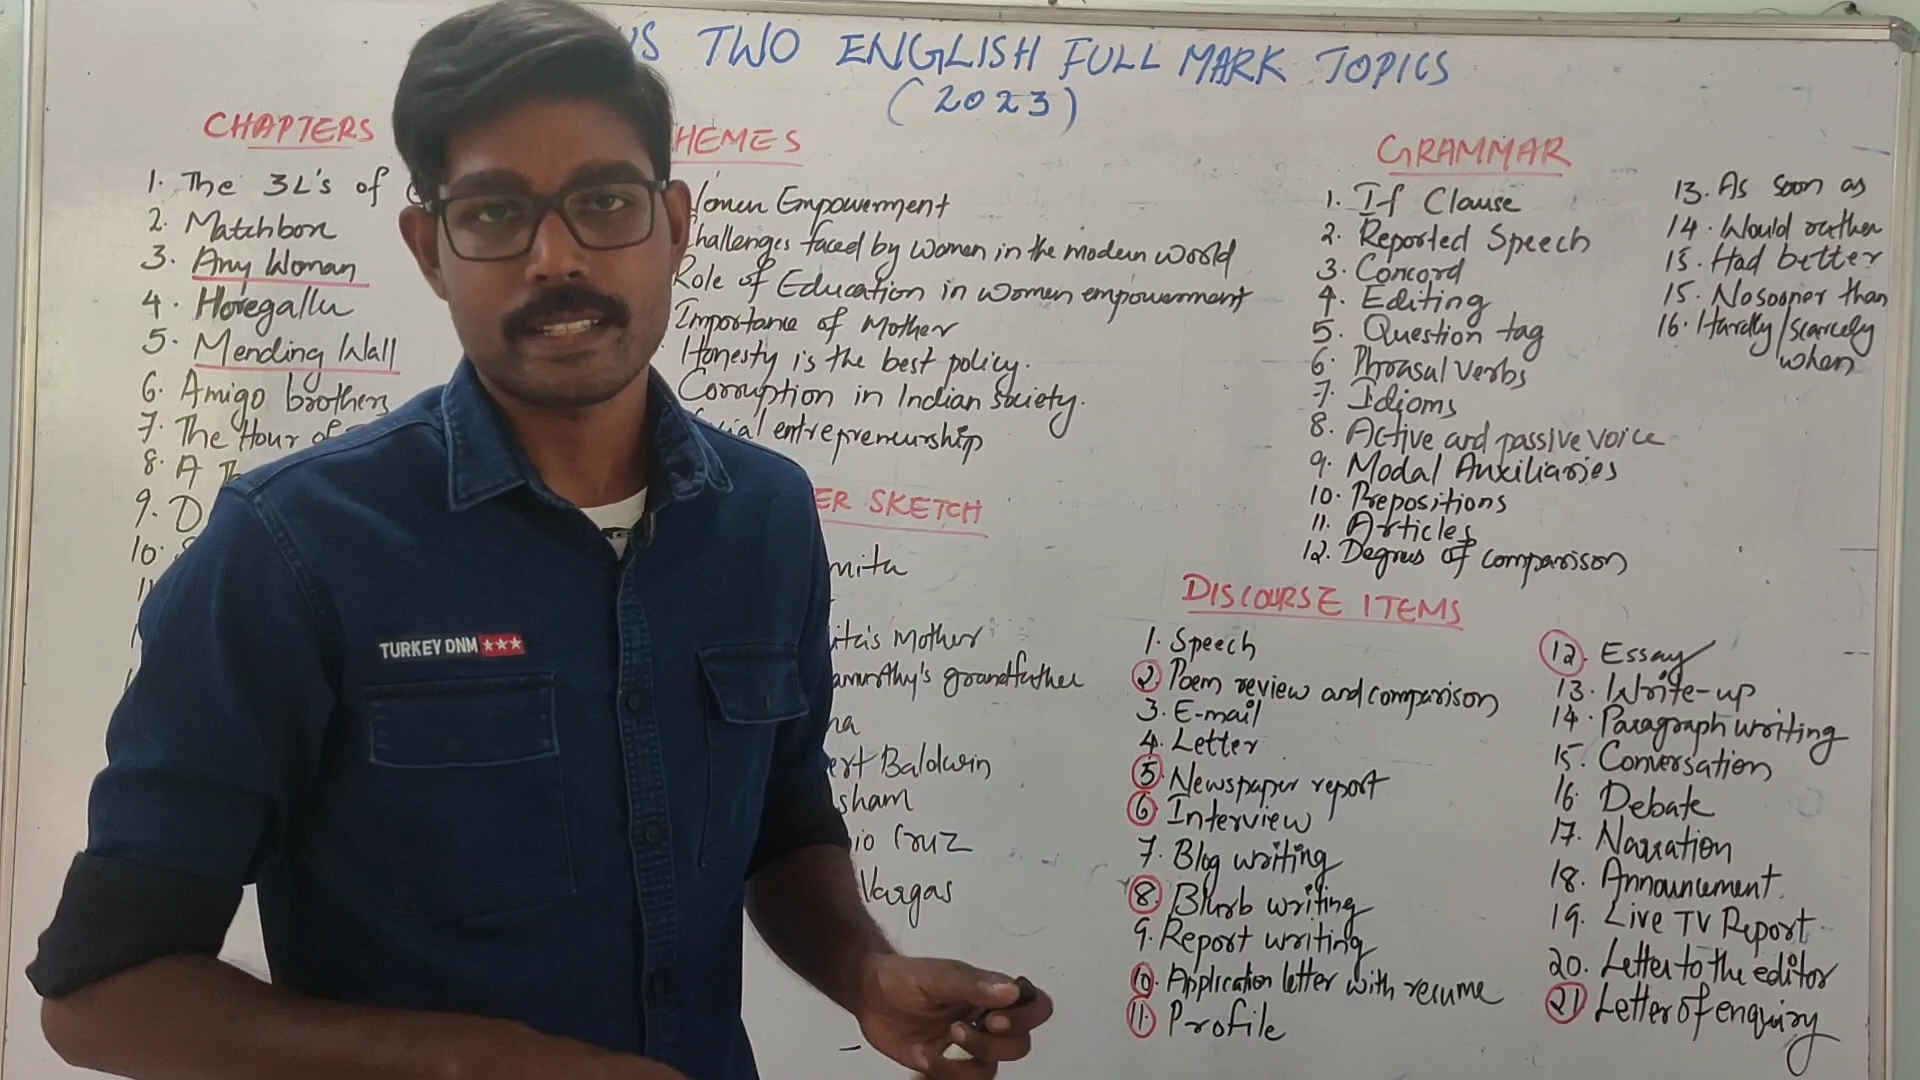 TWO ENGLISH FULL MARK TOPICS
(2023)
CHAPTERS
1. The 3L's of
2. Matchbox
3. Any Woman
4. Horegallu
5. Mending Wall
6. Amigo brothers
7. The Hour of
8. A
9. D
10.
HEMES
Women Empowerment
Challenges faced by women in the modern world
Role of Education in women empowerment
Importance of Mother
Honesty is the best policy.
Corruption in Indian society.
cial entrepreneurship
ER SKETCH
mita
ita's Mother
amurthy's grandfather
na
ert Baldwin
sham
nio Cruz
Vargas
GRAMMAR
1. If Clause
2. Reported Speech
3. Concord
4. Editing
5. Question tag
6. Phrasal verbs
7. Idioms
8. Active and passive voice
9. Modal Auxiliaries
10. Prepositions
11. Articles
12. Degrees of comparison
13. As soon as
14. Would rather
15. Had better
15. No sooner than
16. Hardly/scarcely
when
DISCOURSE ITEMS
1. Speech
2. Poem review and comparison
3. E-mail
4. Letter
5. Newspaper report
6. Interview
7. Blog writing
8. Blurb writing
9. Report writing
10. Application letter with resume
11. Profile
12. Essay
13. Write-up
14. Paragraph writing
15. Conversation
16. Debate
17. Narration
18. Announcement.
19. Live TV Report
20. Letter to the editor
21 Letter of enquiry
TURKEY DNM ★★★